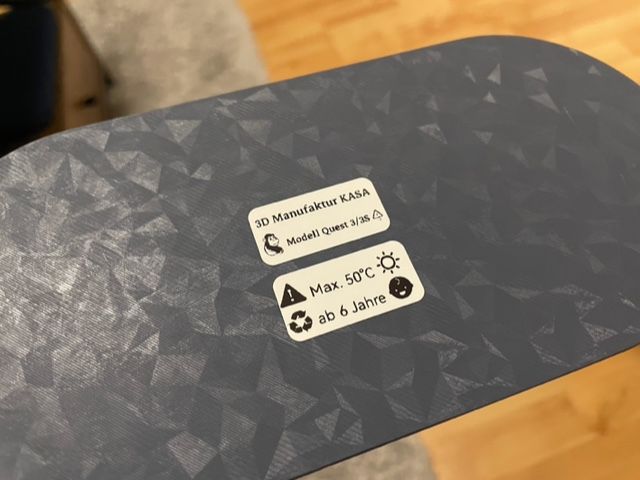 3D Manufaktur KASA
Modell Quest 3/3S
Max. 50°C
ab 6 Jahre